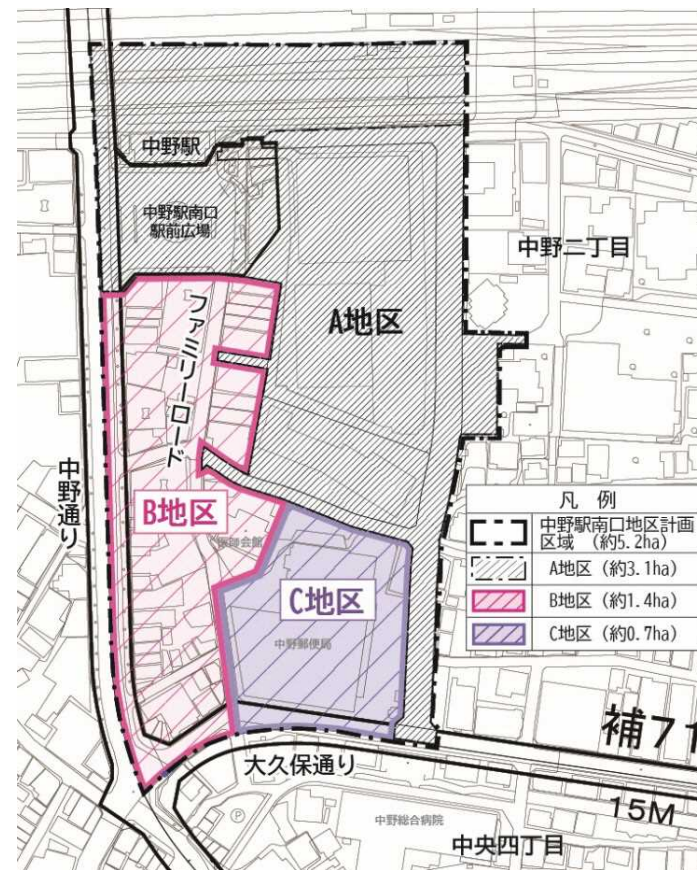 中野駅
中野駅南口
駅前広場
中野二丁目
A地区
ファミリーロード
中野通り
B地区
医師会館
C地区
中野郵便局
凡 例
中野駅南口地区計画
区域 (約5.2ha)
A地区 (約3.1ha)
B地区 (約1.4ha)
C地区 (約0.7ha)
補71
15M
大久保通り
P
中野総合病院
中央四丁目